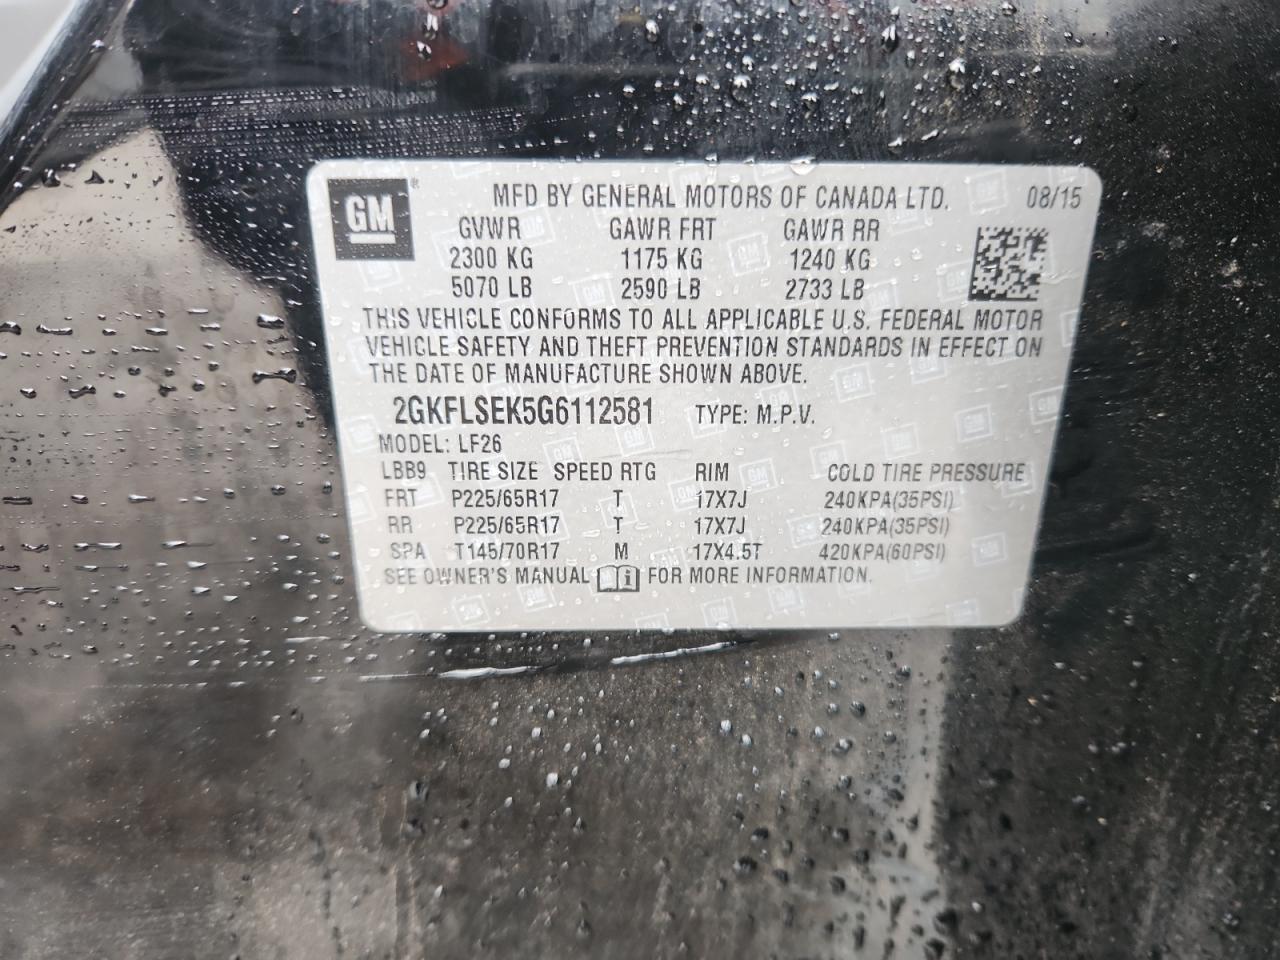 GM MFD BY GENERAL MOTORS OF CANADA LTD. 08/15
GVWR GAWR FRT GAWR RR
2300 KG 1175 KG 1240 KG
5070 LB 2590 LB 2733 LB
THIS VEHICLE CONFORMS TO ALL APPLICABLE U.S. FEDERAL MOTOR
VEHICLE SAFETY AND THEFT PREVENTION STANDARDS IN EFFECT ON
THE DATE OF MANUFACTURE SHOWN ABOVE.
2GKFLSEK5G6112581 TYPE: M.P.V.
MODEL: LF26
LBB9 TIRE SIZE SPEED RTG RIM COLD TIRE PRESSURE
FRT P225/65R17 T 17X7J 240KPA(35PSI)
RR P225/65R17 T 17X7J 240KPA(35PSI)
SPA T145/70R17 M 17X4.5T 420KPA(60PSI)
SEE OWNER'S MANUAL FOR MORE INFORMATION.